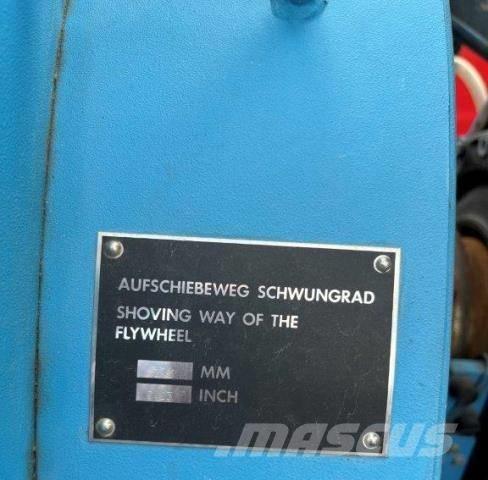 AUFSCHIEBEWEG SCHWUNGRAD
SHOVING WAY OF THE
FLYWHEEL
MM
INCH
MASCUS